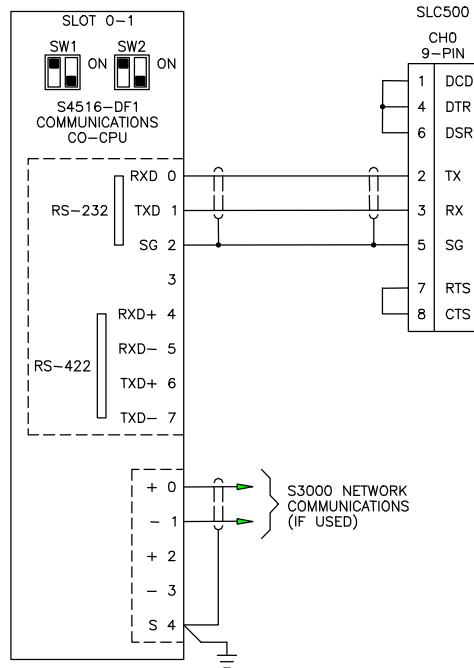 SLOT 0-1
SW1 ON SW2 ON
S4516-DF1
COMMUNICATIONS
CO-CPU
RS-232
RXD 0
TXD 1
SG 2
3
RS-422
RXD+ 4
RXD- 5
TXD+ 6
TXD- 7
+ 0
- 1
+ 2
- 3
S 4
S3000 NETWORK
COMMUNICATIONS
(IF USED)
SLC500
CH0
9-PIN
1 DCD
4 DTR
6 DSR
2 TX
3 RX
5 SG
7 RTS
8 CTS